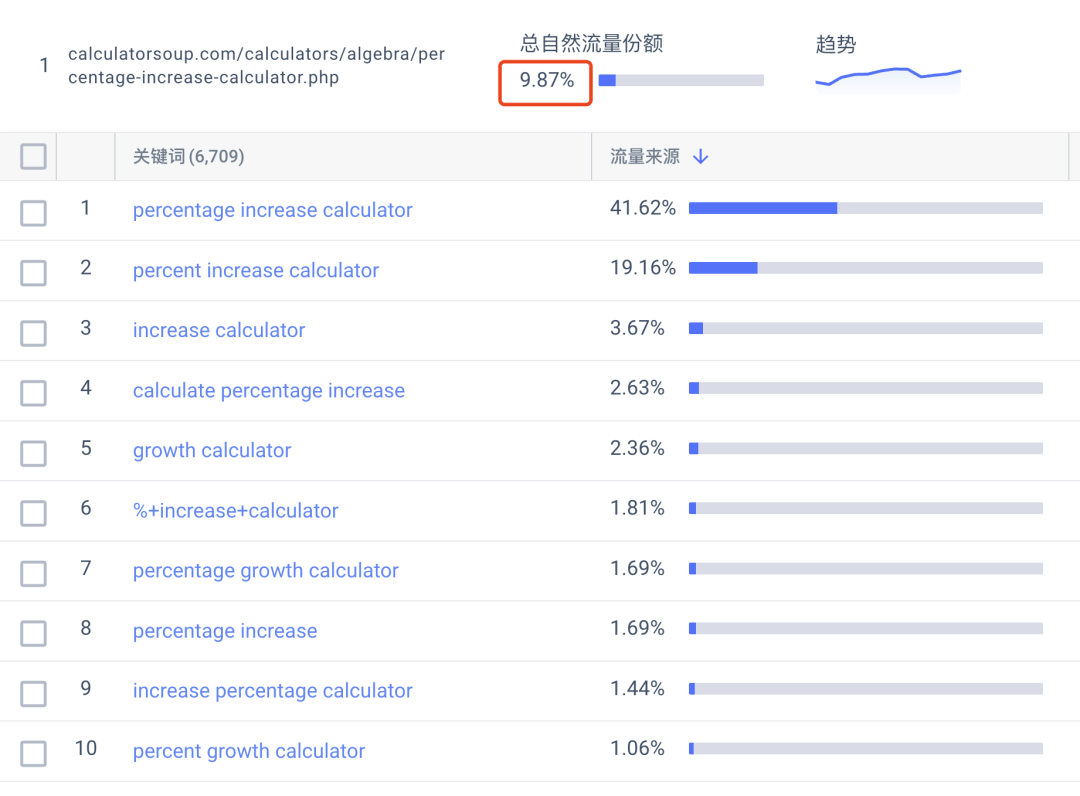 总自然流量份额
趋势
1
calculatorsoup.com/calculators/algebra/per
centage-increase-calculator.php
9.87%
关键词 (6,709)
流量来源
1 percentage increase calculator 41.62%
2 percent increase calculator 19.16%
3 increase calculator 3.67%
4 calculate percentage increase 2.63%
5 growth calculator 2.36%
6 %+increase+calculator 1.81%
7 percentage growth calculator 1.69%
8 percentage increase 1.69%
9 increase percentage calculator 1.44%
10 percent growth calculator 1.06%